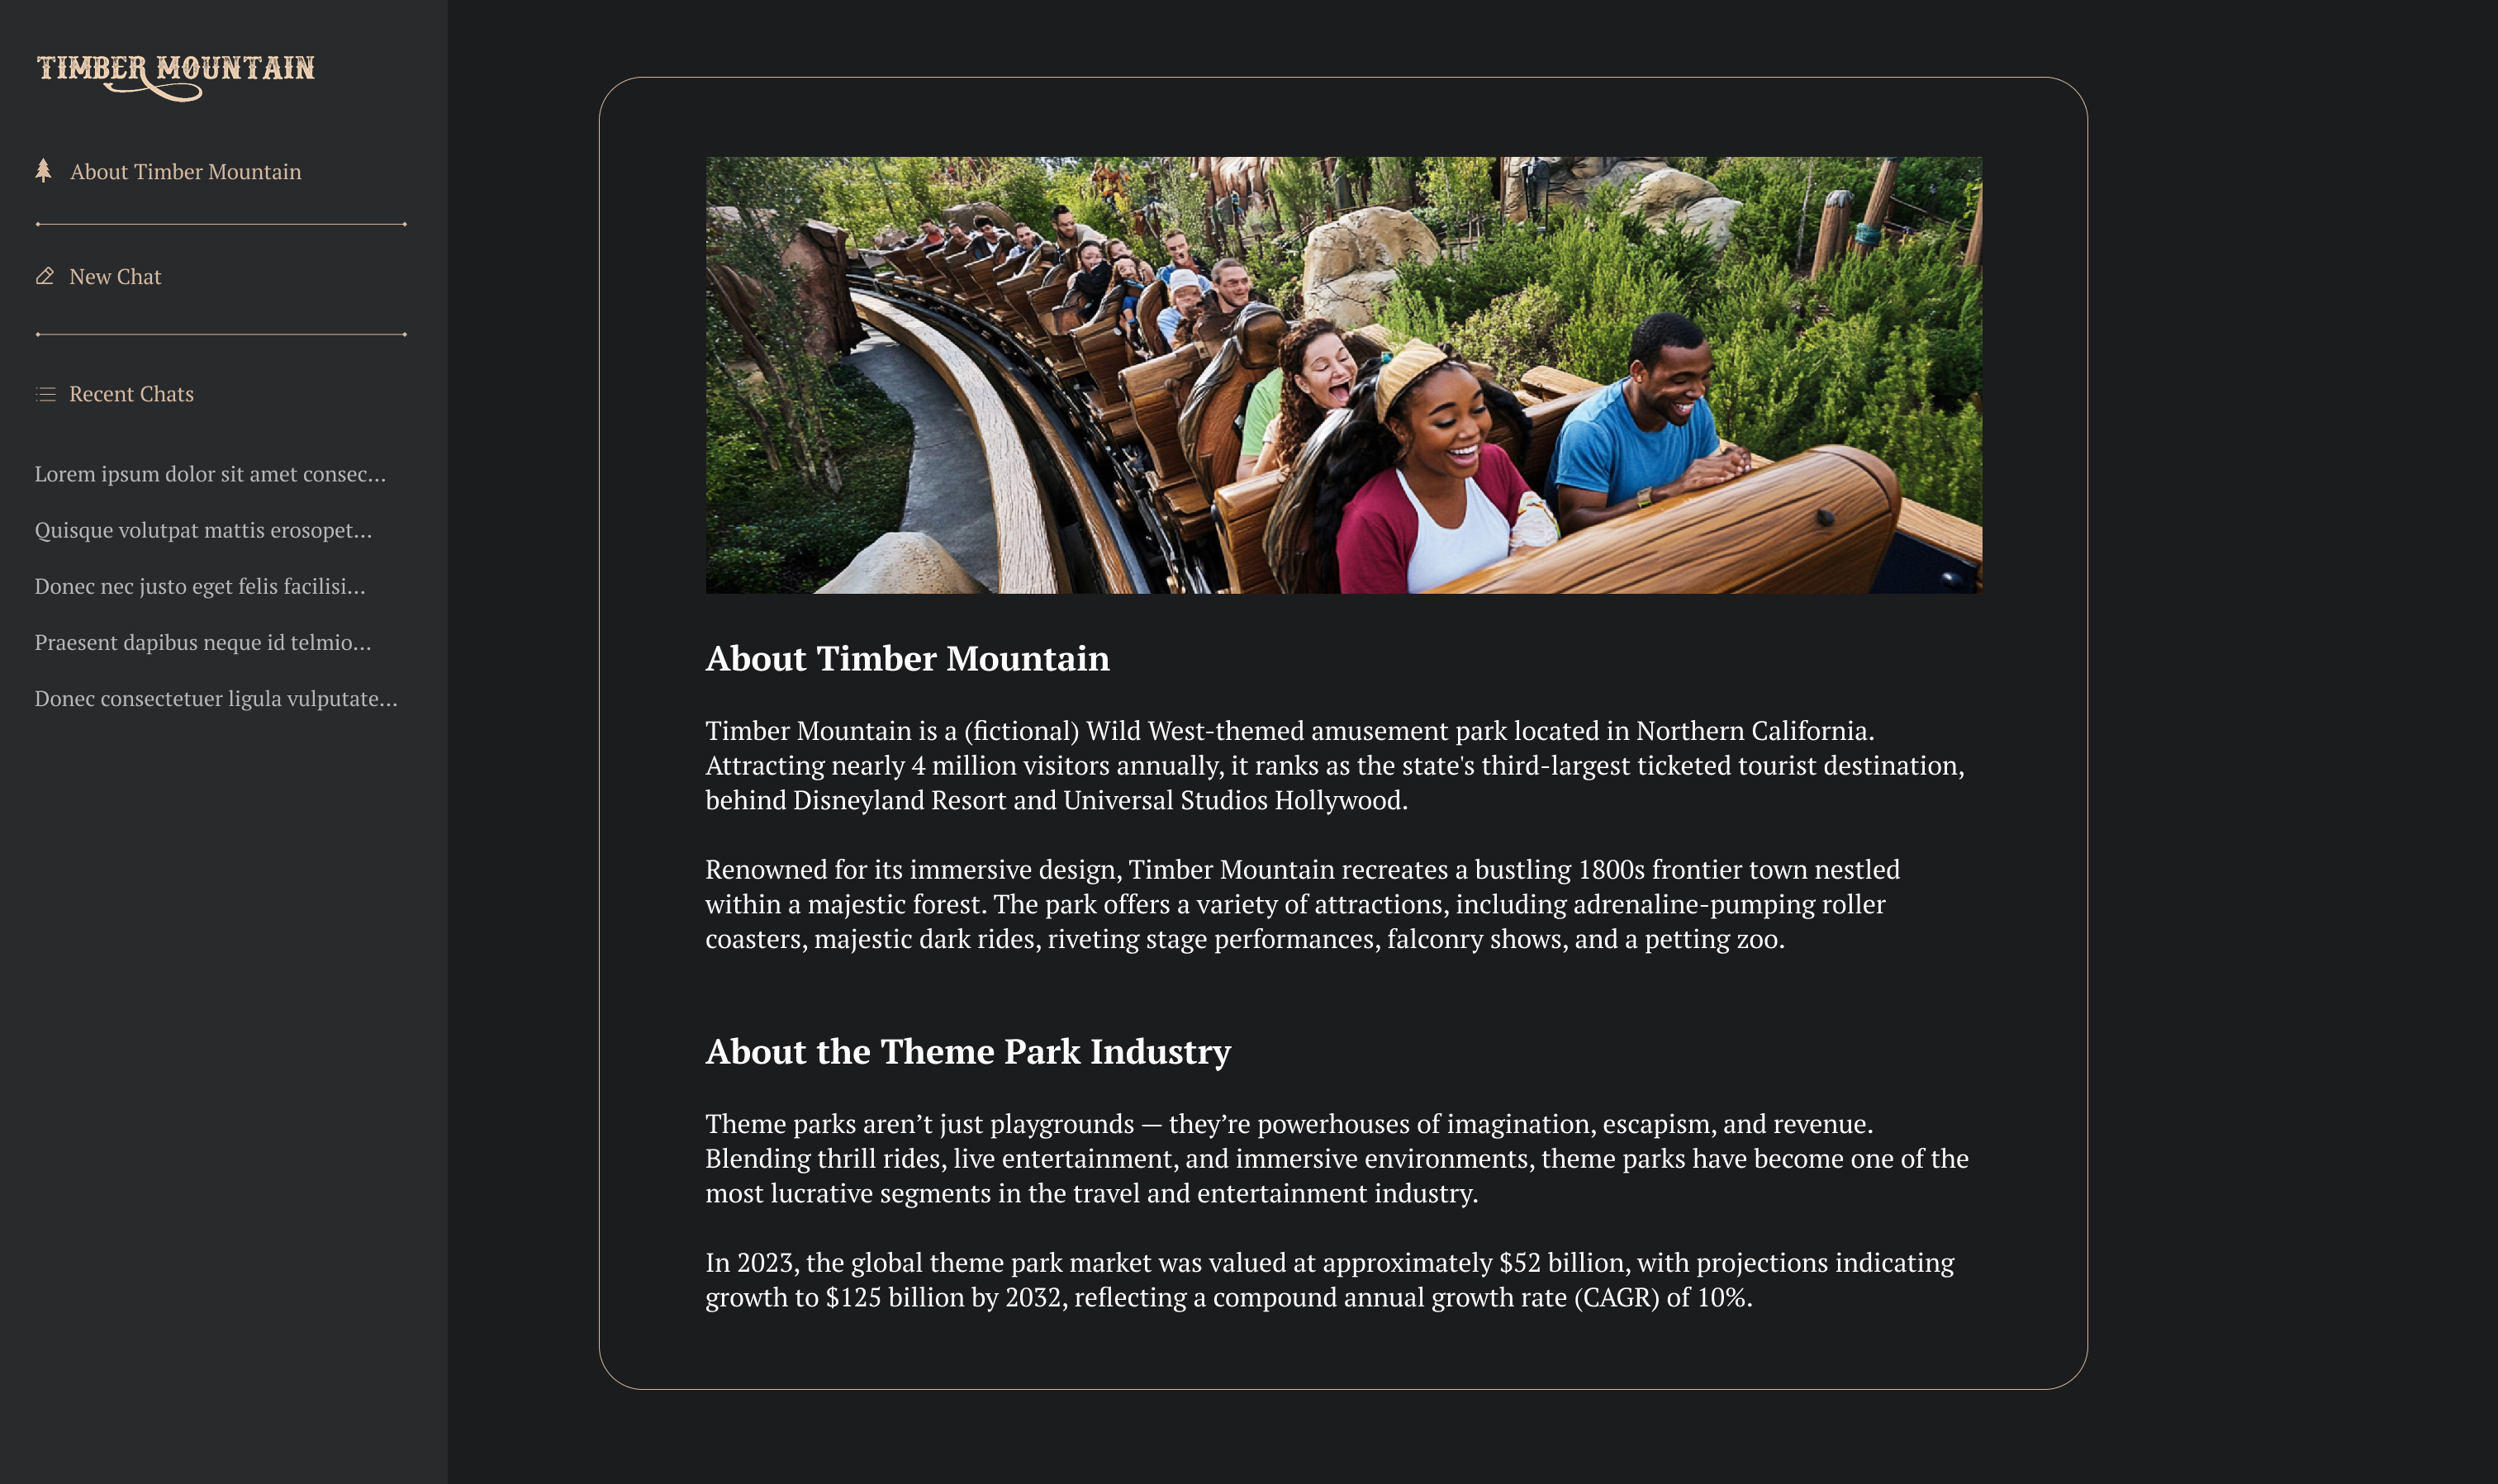 TIMBER MOUNTAIN
About Timber Mountain
New Chat
Recent Chats
Lorem ipsum dolor sit amet consec...
Quisque volutpat mattis erosopet...
Donec nec justo eget felis facilisi...
Praesent dapibus neque id telmio...
Donec consectetuer ligula vulputate...
About Timber Mountain
Timber Mountain is a (fictional) Wild West-themed amusement park located in Northern California.
Attracting nearly 4 million visitors annually, it ranks as the state's third-largest ticketed tourist destination,
behind Disneyland Resort and Universal Studios Hollywood.
Renowned for its immersive design, Timber Mountain recreates a bustling 1800s frontier town nestled
within a majestic forest. The park offers a variety of attractions, including adrenaline-pumping roller
coasters, majestic dark rides, riveting stage performances, falconry shows, and a petting zoo.
About the Theme Park Industry
Theme parks aren’t just playgrounds — they’re powerhouses of imagination, escapism, and revenue.
Blending thrill rides, live entertainment, and immersive environments, theme parks have become one of the
most lucrative segments in the travel and entertainment industry.
In 2023, the global theme park market was valued at approximately $52 billion, with projections indicating
growth to $125 billion by 2032, reflecting a compound annual growth rate (CAGR) of 10%.